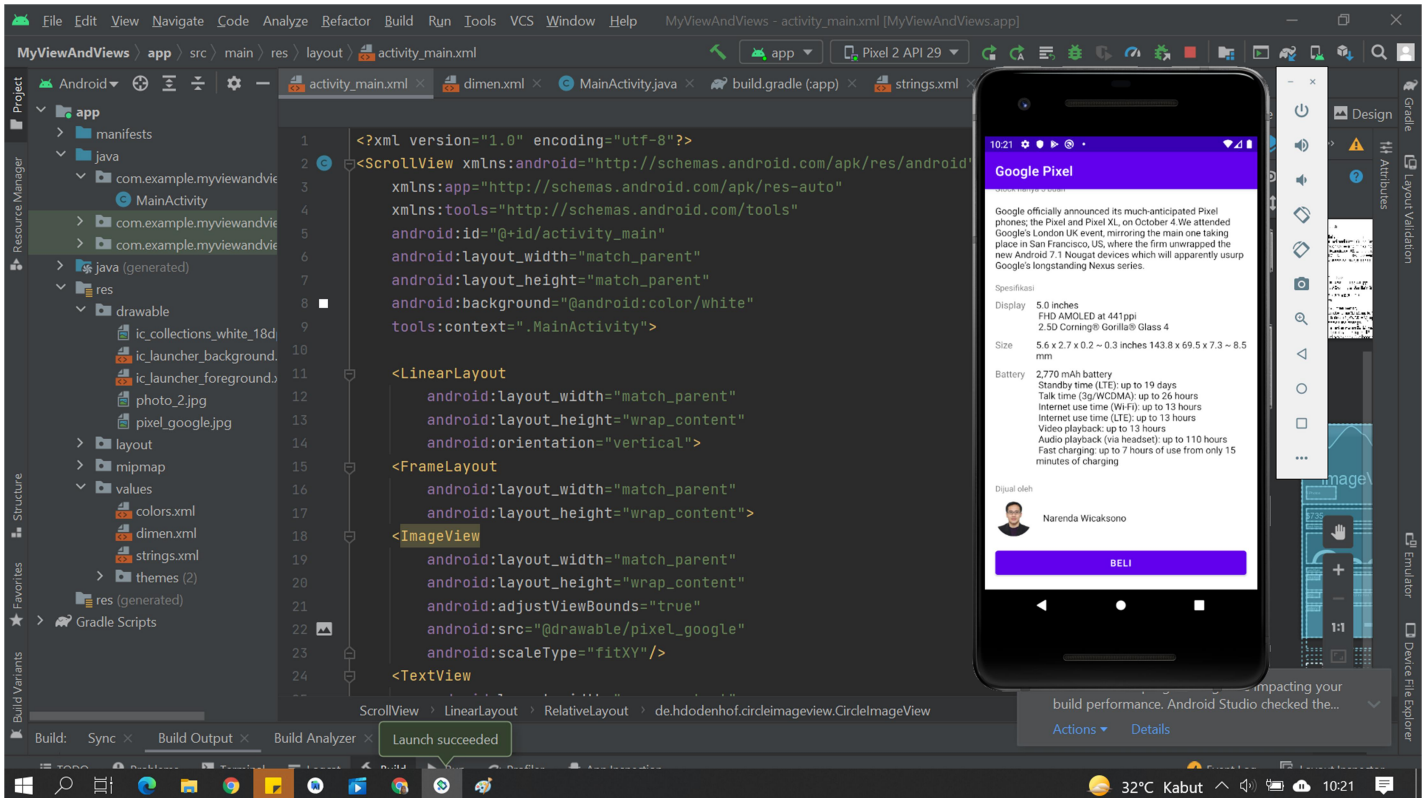 File Edit View Navigate Code Analyze Refactor Build Run Tools VCS Window Help MyViewAndViews - activity_main.xml [MyViewAndViews.app]
MyViewAndViews app src main res layout activity_main.xml
app Pixel 2 API 29
Android
activity_main.xml dimen.xml MainActivity.java build.gradle (:app) strings.xml
Design
Project
Resource Manager
Structure
Favorites
Build Variants
app
manifests
java
com.example.myviewandvie
MainActivity
com.example.myviewandvie
com.example.myviewandvie
java (generated)
res
drawable
ic_collections_white_18d
ic_launcher_background.
ic_launcher_foreground.x
photo_2.jpg
pixel_google.jpg
layout
mipmap
values
colors.xml
dimen.xml
strings.xml
themes (2)
res (generated)
Gradle Scripts
1 <?xml version="1.0" encoding="utf-8"?>
2 <ScrollView xmlns:android="http://schemas.android.com/apk/res/android"
3 xmlns:app="http://schemas.android.com/apk/res-auto"
4 xmlns:tools="http://schemas.android.com/tools"
5 android:id="@+id/activity_main"
6 android:layout_width="match_parent"
7 android:layout_height="match_parent"
8 android:background="@android:color/white"
9 tools:context=".MainActivity">
10
11 <LinearLayout
12 android:layout_width="match_parent"
13 android:layout_height="wrap_content"
14 android:orientation="vertical">
15 <FrameLayout
16 android:layout_width="match_parent"
17 android:layout_height="wrap_content">
18 <ImageView
19 android:layout_width="match_parent"
20 android:layout_height="wrap_content"
21 android:adjustViewBounds="true"
22 android:src="@drawable/pixel_google"
23 android:scaleType="fitXY"/>
24 <TextView
ScrollView LinearLayout RelativeLayout de.hdodenhof.circleimageview.CircleImageView
10:21
Google Pixel
Google officially announced its much-anticipated Pixel
phones; the Pixel and Pixel XL, on October 4.We attended
Google's London UK event, mirroring the main one taking
place in San Francisco, US, where the firm unwrapped the
new Android 7.1 Nougat devices which will apparently usurp
Google's longstanding Nexus series.
Spesifikasi
Display 5.0 inches
FHD AMOLED at 441ppi
2.5D Corning® Gorilla® Glass 4
Size 5.6 x 2.7 x 0.2 ~ 0.3 inches 143.8 x 69.5 x 7.3 ~ 8.5
mm
Battery 2,770 mAh battery
Standby time (LTE): up to 19 days
Talk time (3g/WCDMA): up to 26 hours
Internet use time (Wi-Fi): up to 13 hours
Internet use time (LTE): up to 13 hours
Video playback: up to 13 hours
Audio playback (via headset): up to 110 hours
Fast charging: up to 7 hours of use from only 15
minutes of charging
Dijual oleh
Narenda Wicaksono
BELI
ImageV
1:1
Gradle
Layout Validation
Attributes
Emulator
Device File Explorer
impacting your
build performance. Android Studio checked the...
Actions Details
Build: Sync Build Output Build Analyzer
Launch succeeded
32°C Kabut 10:21